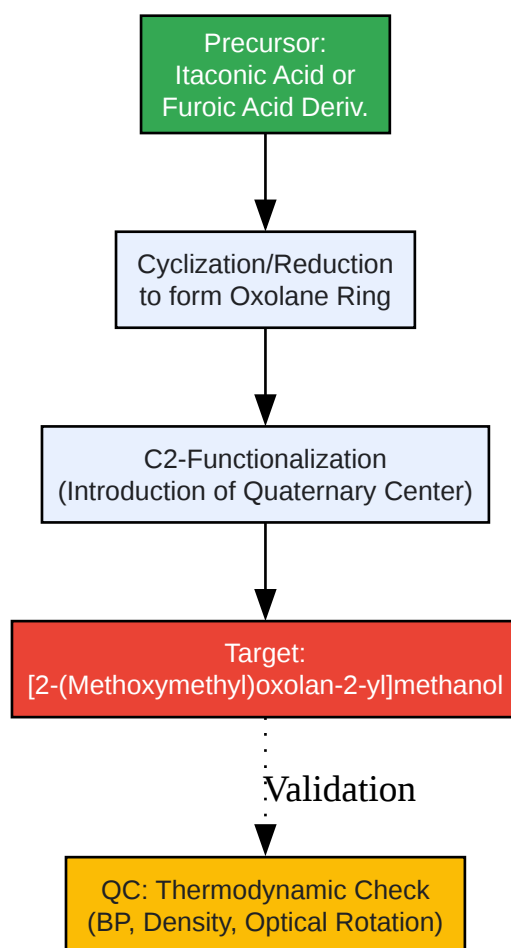 Precursor:
Itaconic Acid or
Furoic Acid Deriv.
Cyclization/Reduction
to form Oxolane Ring
C2-Functionalization
(Introduction of Quaternary Center)
Target:
[2-(Methoxymethyl)oxolan-2-yl]methanol
Validation
QC: Thermodynamic Check
(BP, Density, Optical Rotation)